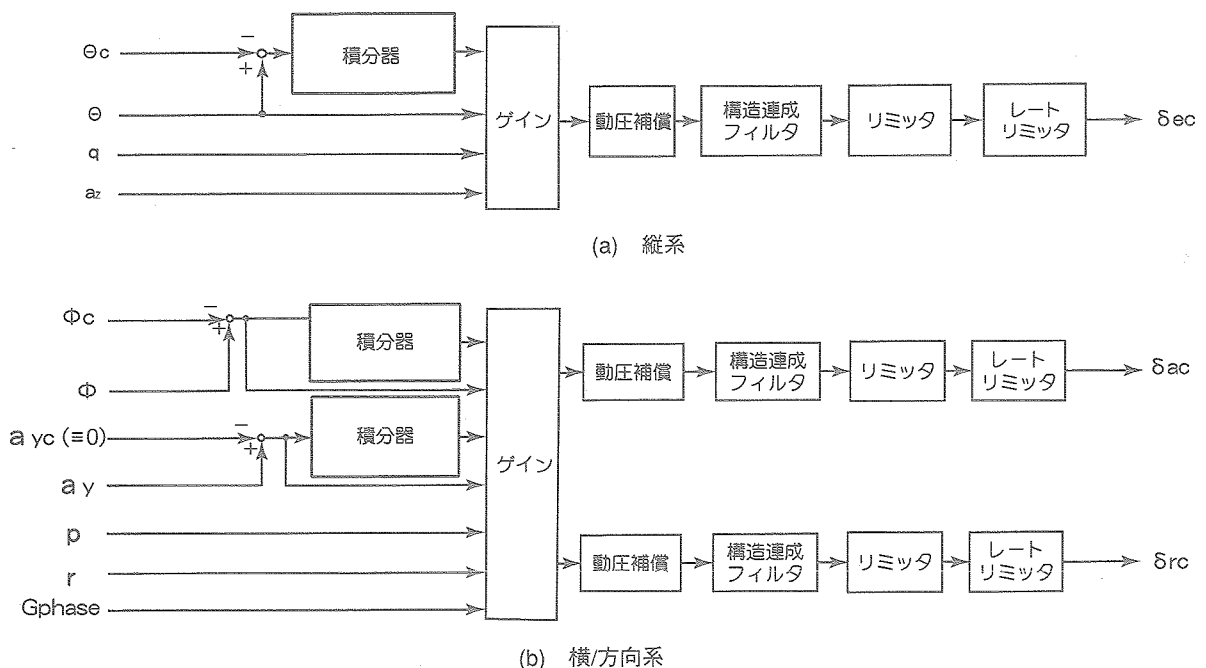 Θc
−
+
積分器
Θ
q
az
ゲイン
動圧補償
構造連成
フィルタ
リミッタ
レート
リミッタ
δec
(a) 縦系
Φc
−
+
積分器
Φ
a yc (≡0)
−
+
積分器
a y
p
r
Gphase
ゲイン
動圧補償
構造連成
フィルタ
リミッタ
レート
リミッタ
δac
動圧補償
構造連成
フィルタ
リミッタ
レート
リミッタ
δrc
(b) 横/方向系